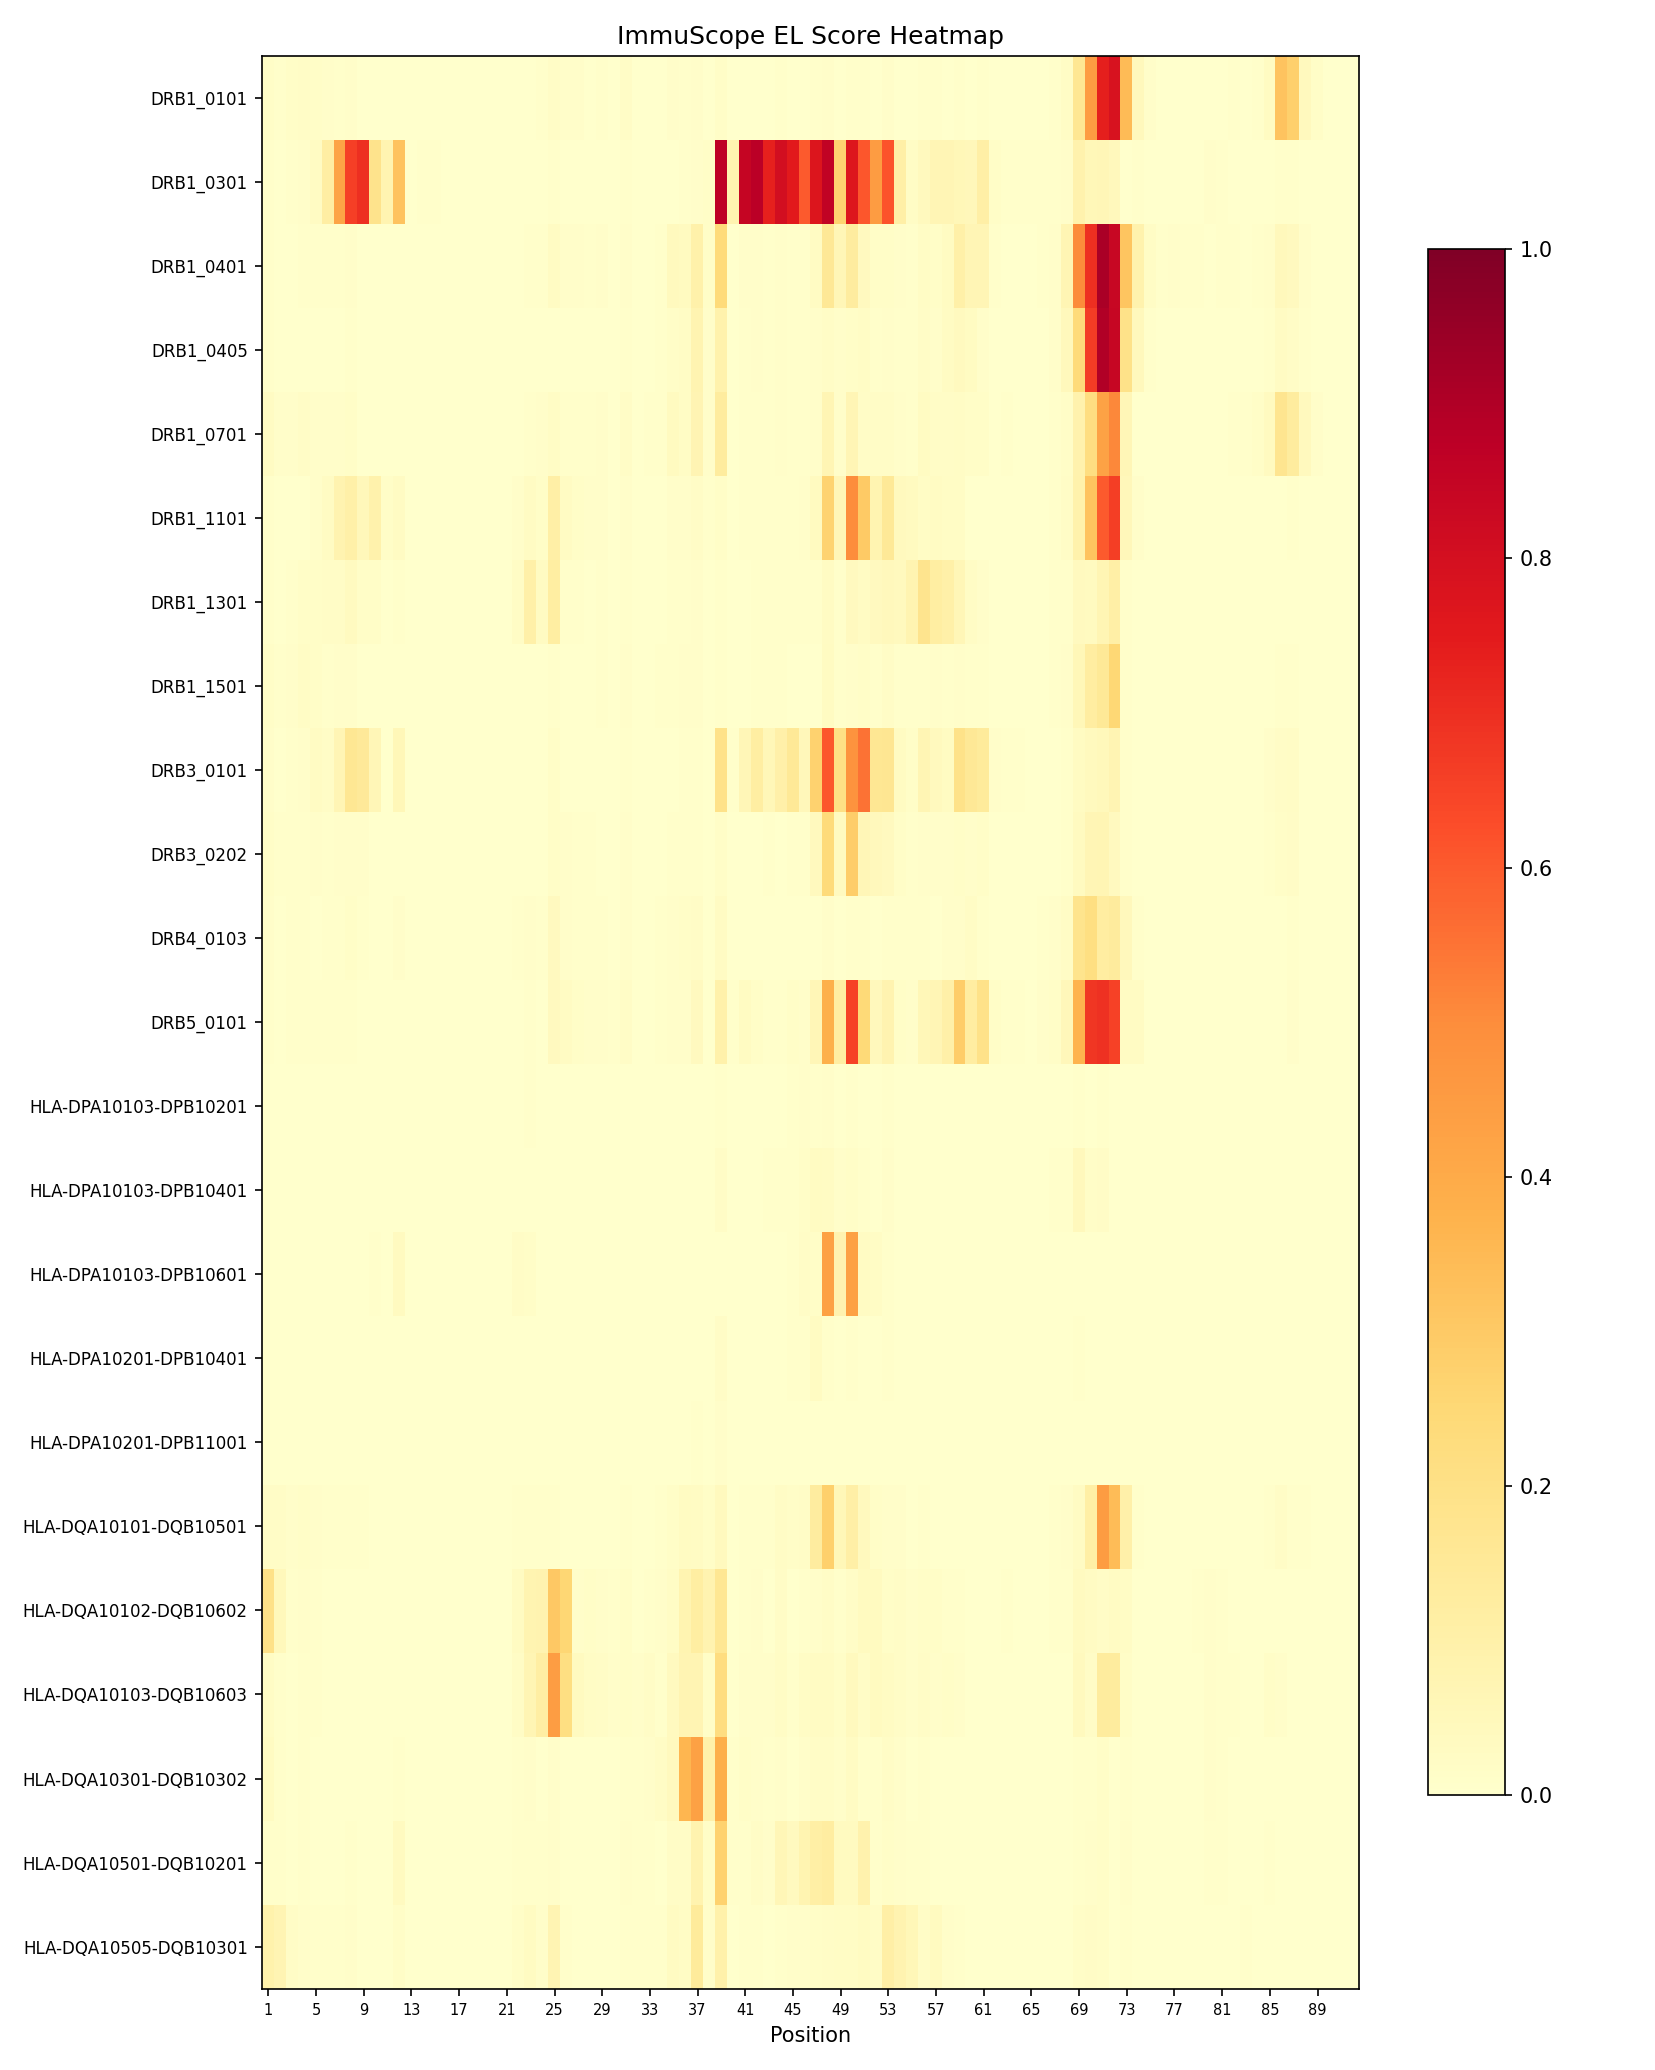 ImmuScope EL Score Heatmap
DRB1_0101
DRB1_0301
DRB1_0401
DRB1_0405
DRB1_0701
DRB1_1101
DRB1_1301
DRB1_1501
DRB3_0101
DRB3_0202
DRB4_0103
DRB5_0101
HLA-DPA10103-DPB10201
HLA-DPA10103-DPB10401
HLA-DPA10103-DPB10601
HLA-DPA10201-DPB10401
HLA-DPA10201-DPB11001
HLA-DQA10101-DQB10501
HLA-DQA10102-DQB10602
HLA-DQA10103-DQB10603
HLA-DQA10301-DQB10302
HLA-DQA10501-DQB10201
HLA-DQA10505-DQB10301
1 5 9 13 17 21 25 29 33 37 41 45 49 53 57 61 65 69 73 77 81 85 89
Position
1.0
0.8
0.6
0.4
0.2
0.0